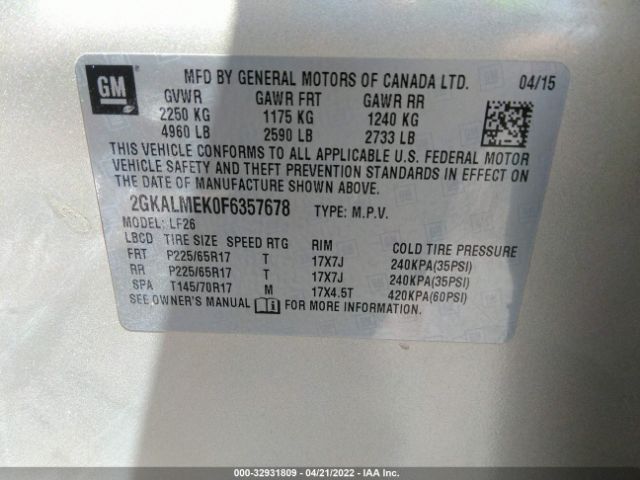 GM
MFD BY GENERAL MOTORS OF CANADA LTD. 04/15
GVWR GAWR FRT GAWR RR
2250 KG 1175 KG 1240 KG
4960 LB 2590 LB 2733 LB
THIS VEHICLE CONFORMS TO ALL APPLICABLE U.S. FEDERAL MOTOR
VEHICLE SAFETY AND THEFT PREVENTION STANDARDS IN EFFECT ON
THE DATE OF MANUFACTURE SHOWN ABOVE.
2GKALMEK0F6357678 TYPE: M.P.V.
MODEL: LF26
LBCD TIRE SIZE SPEED RTG RIM COLD TIRE PRESSURE
FRT P225/65R17 T 17X7J 240KPA(35PSI)
RR P225/65R17 T 17X7J 240KPA(35PSI)
SPA T145/70R17 M 17X4.5T 420KPA(60PSI)
SEE OWNER'S MANUAL FOR MORE INFORMATION.
000-32931809 - 04/21/2022 - IAA Inc.